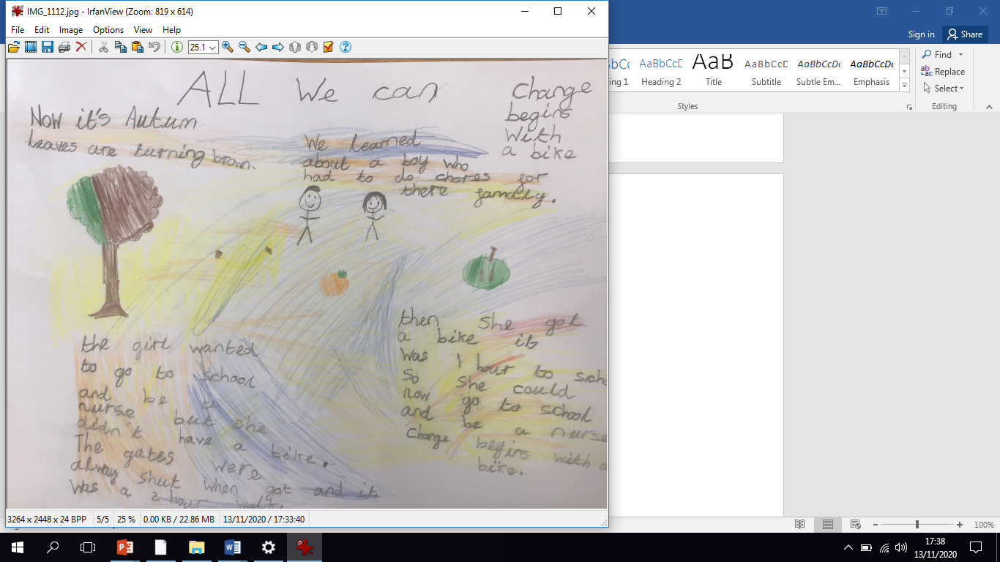 IMG_1112.jpg - IrfanView (Zoom: 819 x 614)
File Edit Image Options View Help
25.1
Sign in Share
AaBbCcD AaB AaBbCcD AaBbCcDc AaBbCcDc
Heading 2 Title Subtitle Subtle Em... Emphasis
Styles
Find
Replace
Select
Editing
ALL We can
Change
begins
With
a bike
Now it's Autum
leaves are turning brown.
We learned
about a boy who
had to do chores for
there family.
the girl wanted
to go to school
and be a
nurse but she
didn't have a bike.
The gates were
alway shut when got and it
was a 2 hour walk.
then she got
a bike it
was 1 hour to scho
So she could
now go to school
and be a nurse
Change begins with a
bike.
3264 x 2448 x 24 BPP 5/5 25 % 0.00 KB / 22.86 MB 13/11/2020 / 17:33:40
100%
17:38
13/11/2020